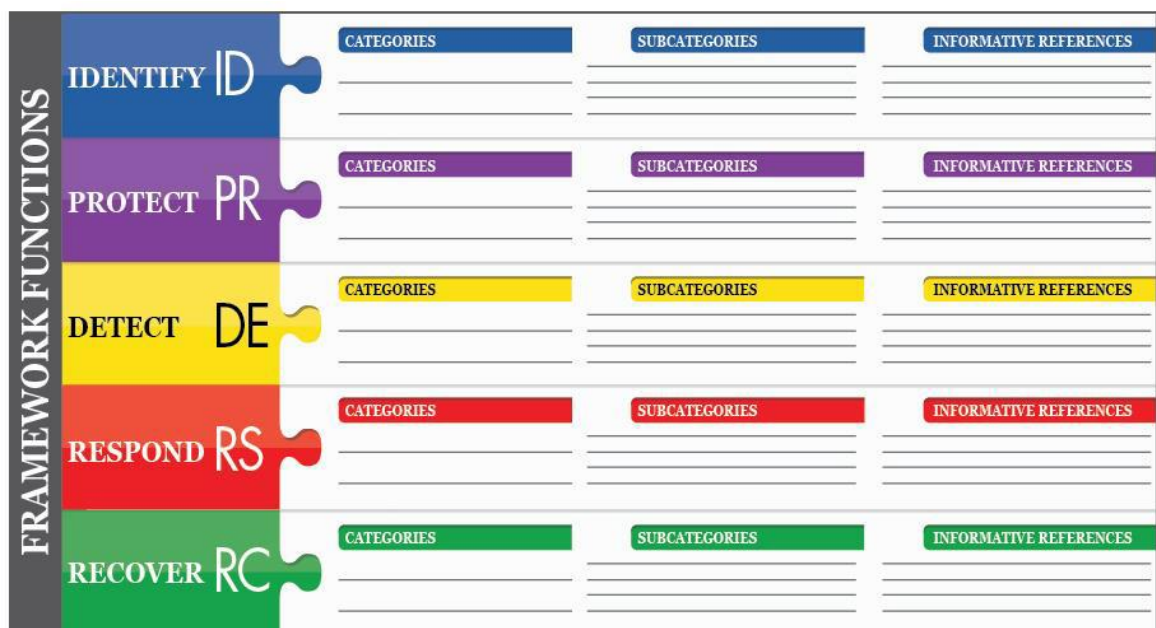 FRAMEWORK FUNCTIONS
IDENTIFY ID
CATEGORIES SUBCATEGORIES INFORMATIVE REFERENCES
PROTECT PR
CATEGORIES SUBCATEGORIES INFORMATIVE REFERENCES
DETECT DE
CATEGORIES SUBCATEGORIES INFORMATIVE REFERENCES
RESPOND RS
CATEGORIES SUBCATEGORIES INFORMATIVE REFERENCES
RECOVER RC
CATEGORIES SUBCATEGORIES INFORMATIVE REFERENCES